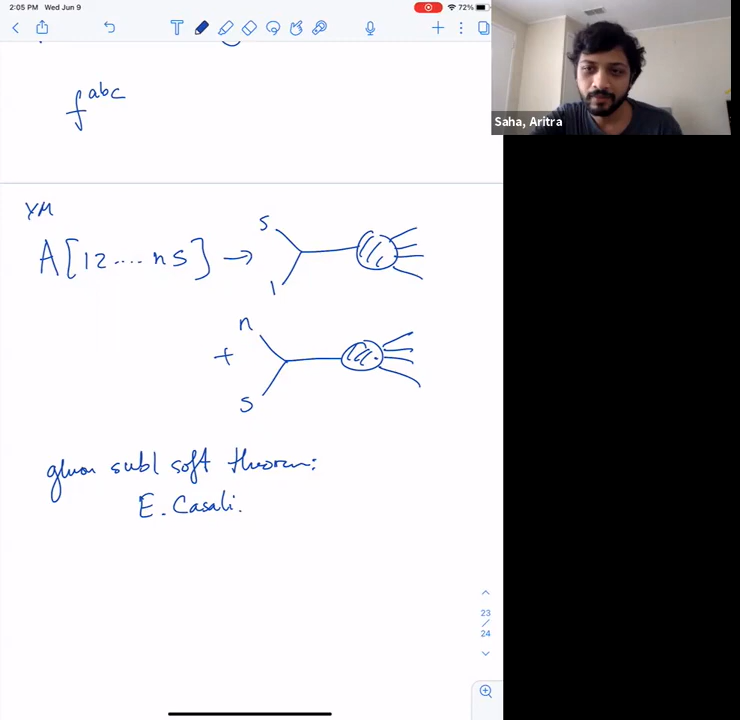 2:05 PM Wed Jun 9
72%
Saha, Aritra
f^abc
YM
A[12....nS] →
S
1
+
n
S
gluon subl soft theorem:
E. Casali.
23
/
24